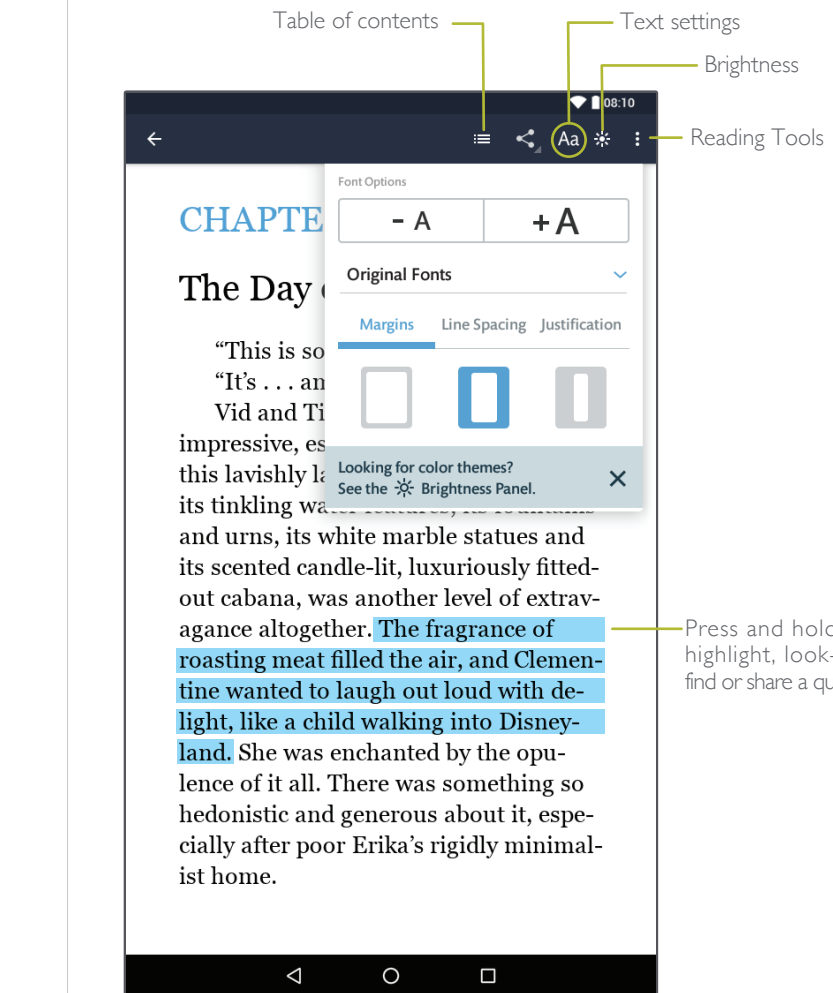 Table of contents
Text settings
Brightness
08:10
Aa
Reading Tools
Font Options
- A
+ A
Original Fonts
Margins Line Spacing Justification
Looking for color themes?
See the Brightness Panel.
CHAPTE
The Day
“This is so
“It’s . . . an
Vid and Ti
impressive, es
this lavishly la
its tinkling
and urns, its white marble statues and
its scented candle-lit, luxuriously fitted-
out cabana, was another level of extrav-
agance altogether. The fragrance of
roasting meat filled the air, and Clemen-
tine wanted to laugh out loud with de-
light, like a child walking into Disney-
land. She was enchanted by the opu-
lence of it all. There was something so
hedonistic and generous about it, espe-
cially after poor Erika’s rigidly minimal-
ist home.
Press and hold
highlight, look-
find or share a qu